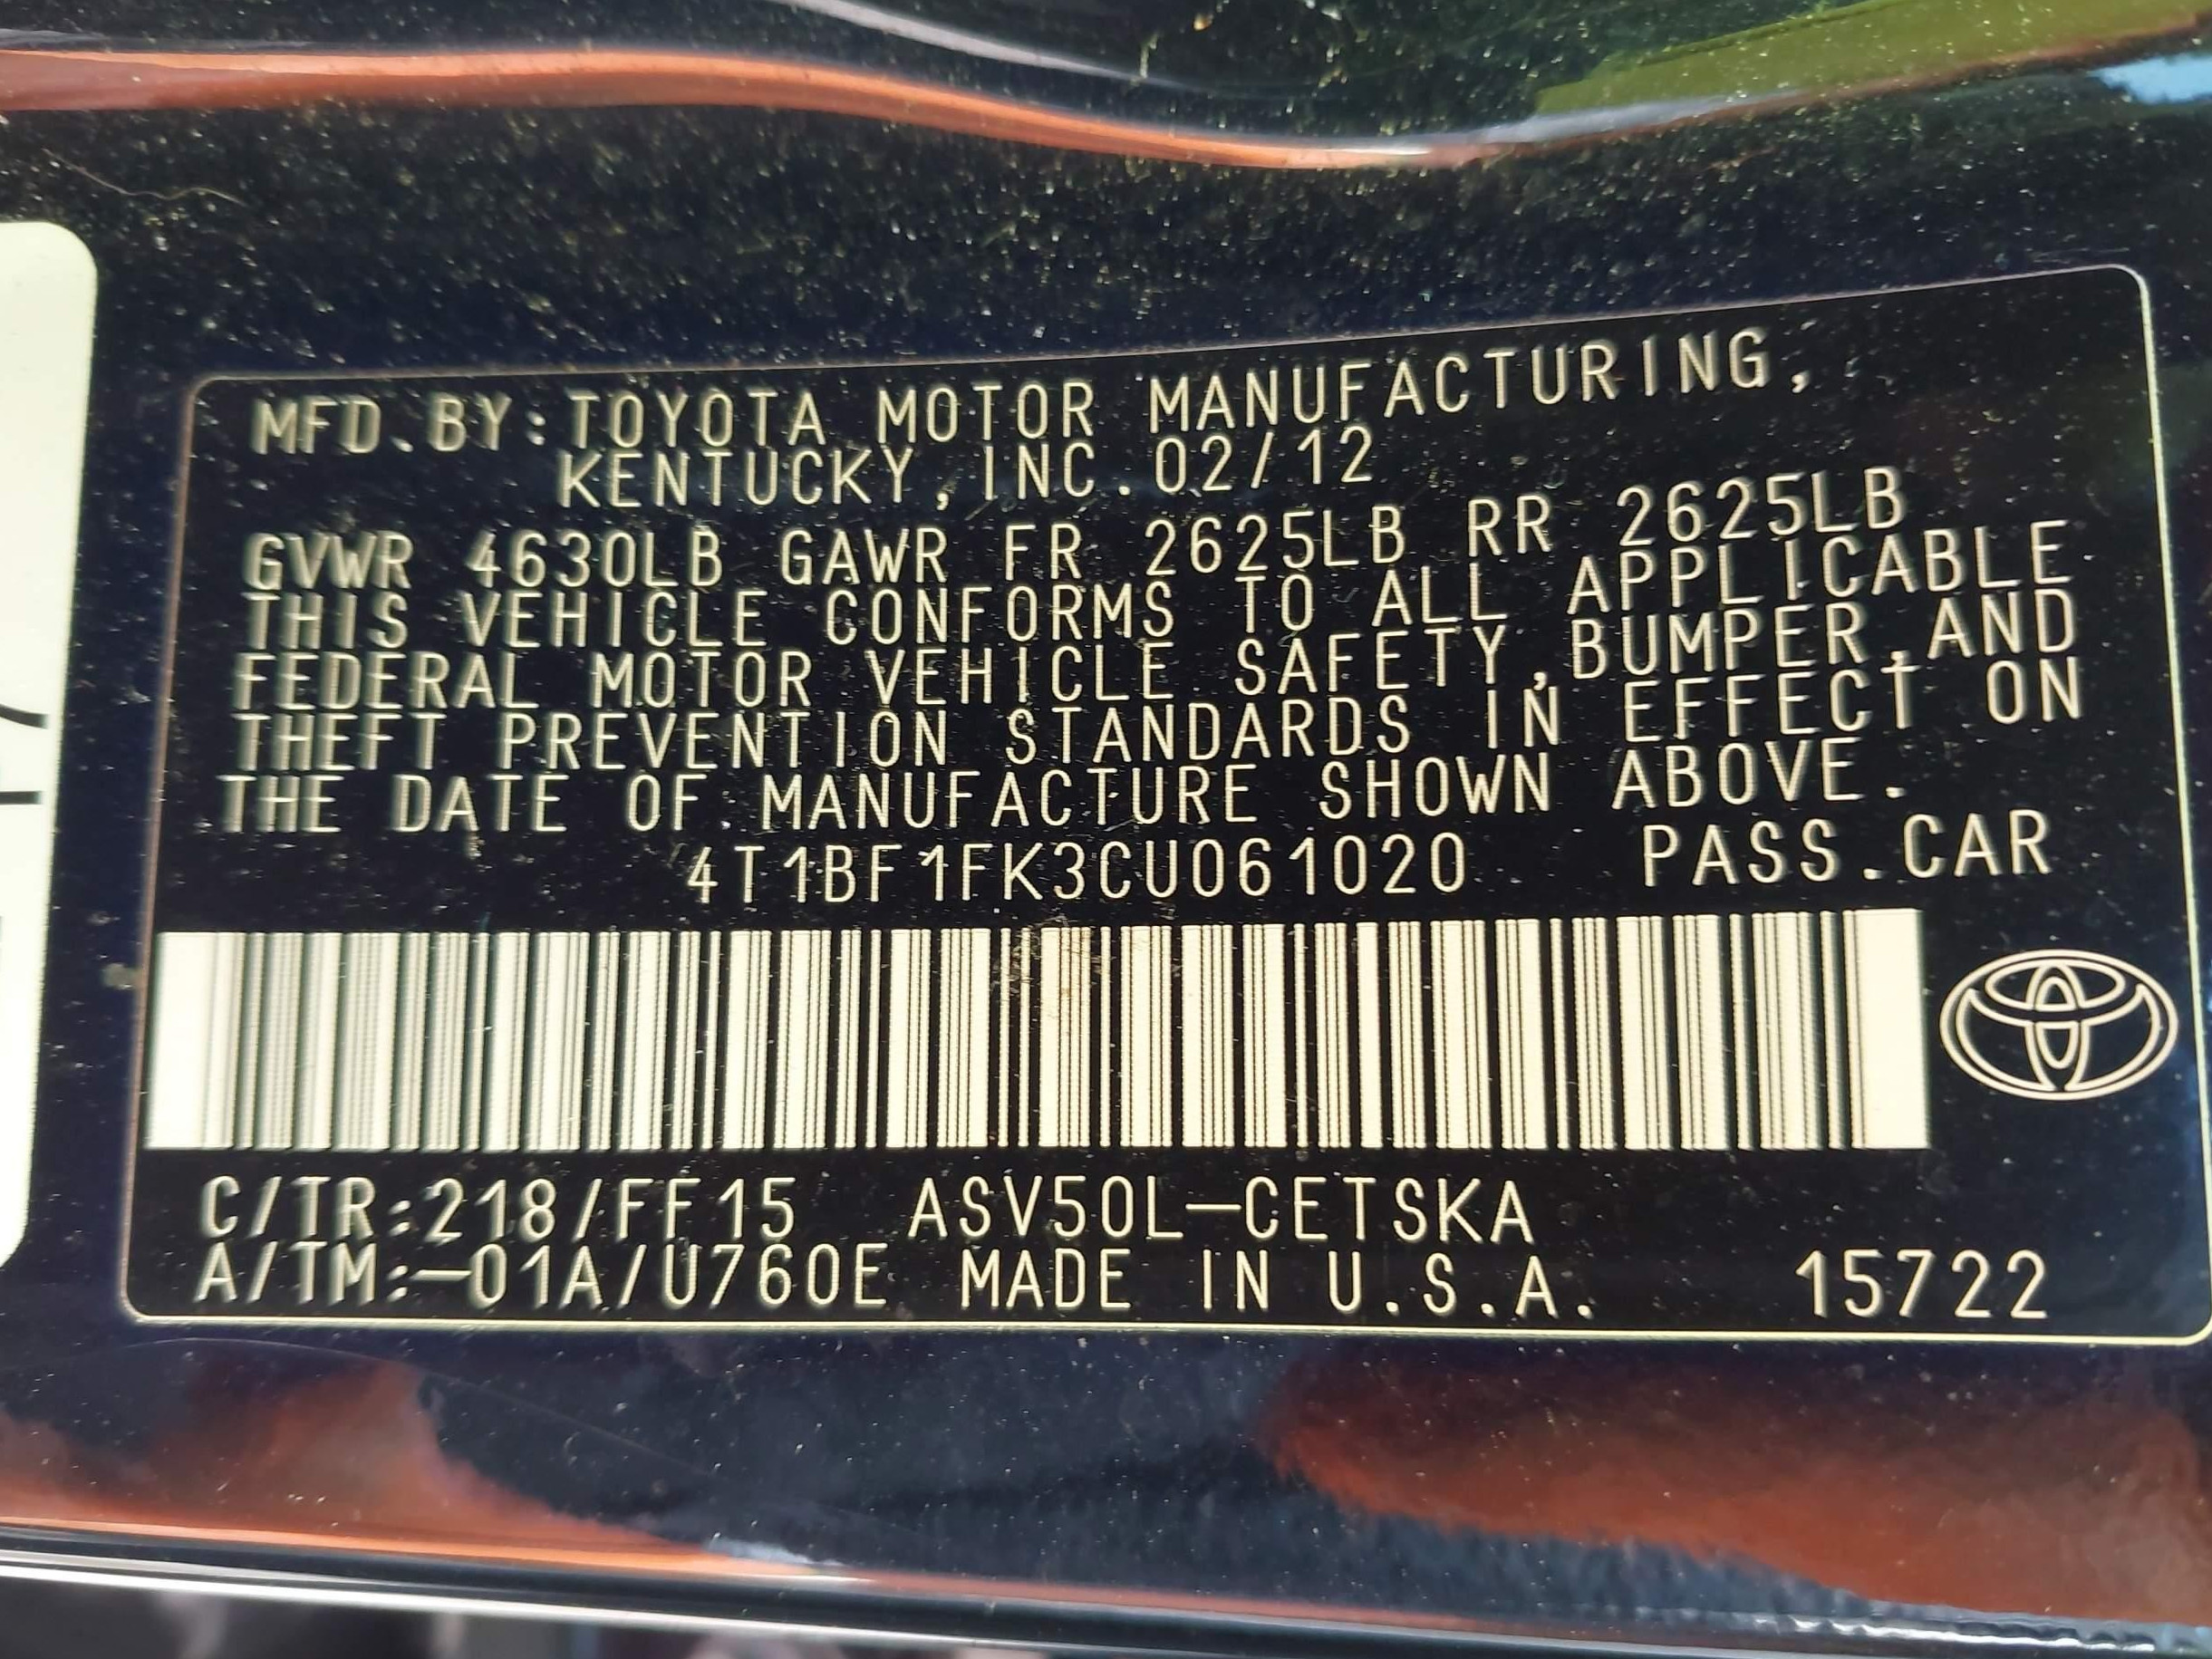 MFD.BY:TOYOTA MOTOR MANUFACTURING,
KENTUCKY,INC.02/12
GVWR 4630LB GAWR FR 2625LB RR 2625LB
THIS VEHICLE CONFORMS TO ALL APPLICABLE
FEDERAL MOTOR VEHICLE SAFETY,BUMPER,AND
THEFT PREVENTION STANDARDS IN EFFECT ON
THE DATE OF MANUFACTURE SHOWN ABOVE.
4T1BF1FK3CU061020 PASS.CAR
C/TR:218/FF15 ASV50L-CETSKA
A/TM:-01A/U760E MADE IN U.S.A. 15722